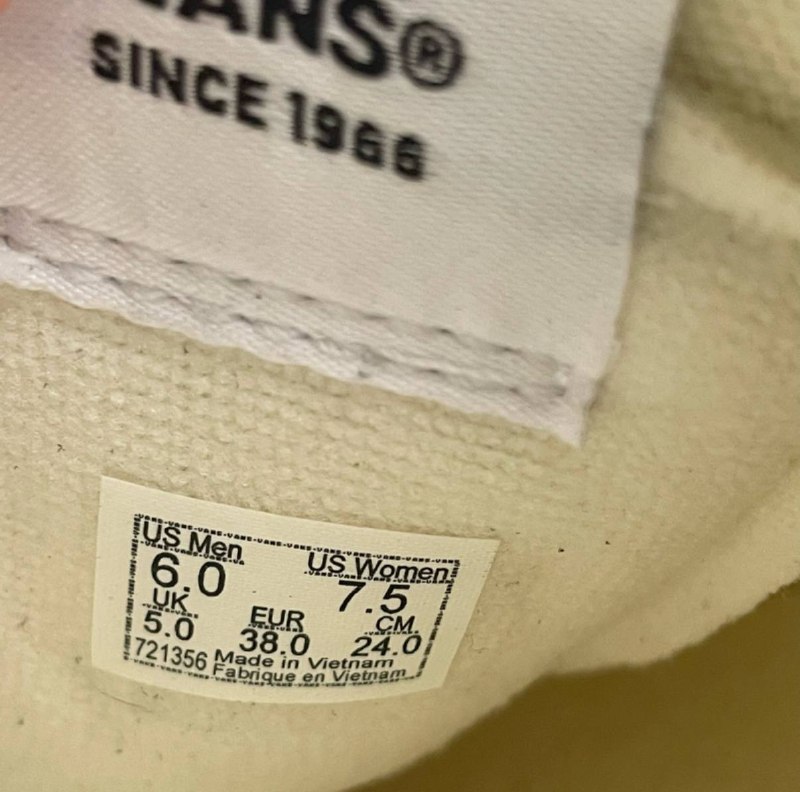 VANS®
SINCE 1966
US Men US Women
6.0 7.5
UK EUR CM
5.0 38.0 24.0
721356 Made in Vietnam
Fabrique en Vietnam